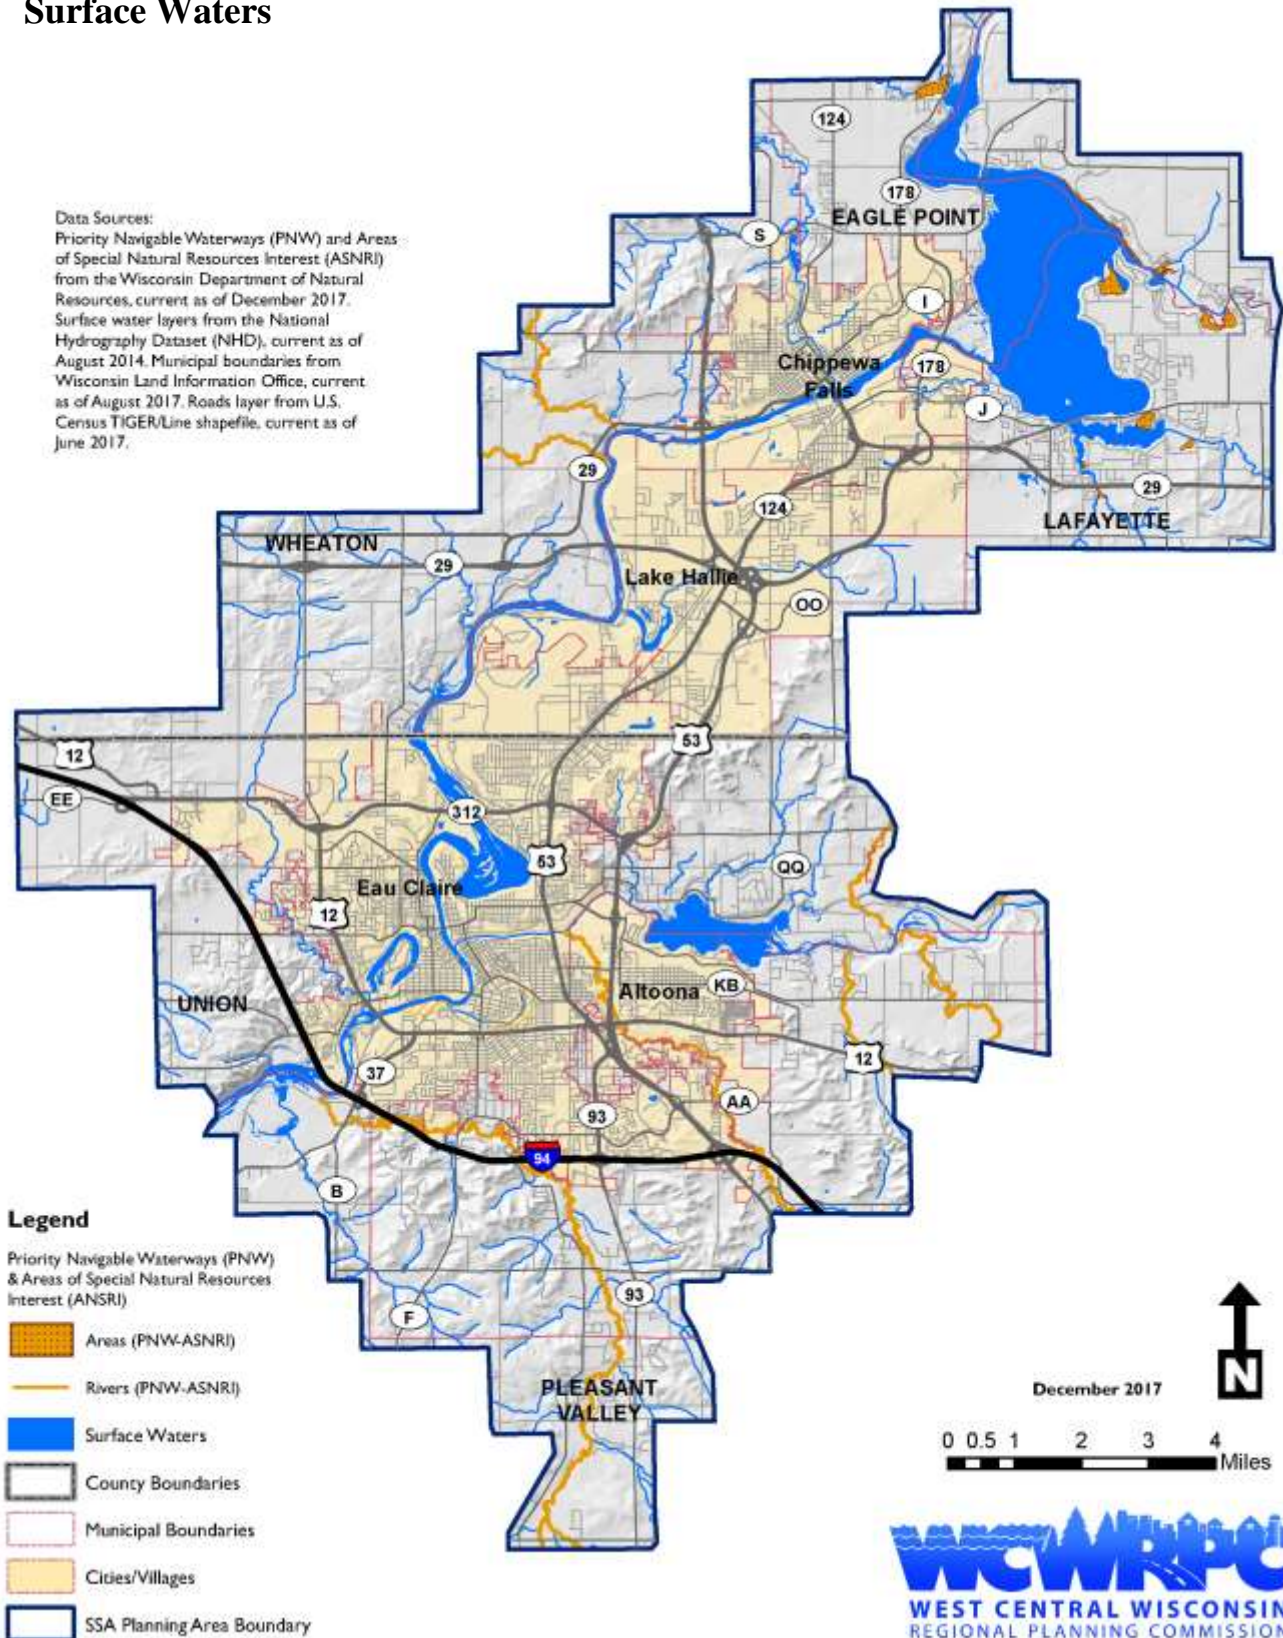 Surface Waters
Data Sources:
Priority Navigable Waterways (PNW) and Areas
of Special Natural Resources Interest (ASNRI)
from the Wisconsin Department of Natural
Resources, current as of December 2017.
Surface water layers from the National
Hydrography Dataset (NHD), current as of
August 2014. Municipal boundaries from
Wisconsin Land Information Office, current
as of August 2017. Roads layer from U.S.
Census TIGER/Line shapefile, current as of
June 2017.
124
178
EAGLE POINT
S
I
Chippewa
Falls
178
J
29
124
29
LAFAYETTE
WHEATON
29
Lake Hallie
OO
12
53
EE
312
53
QQ
Eau Claire
12
UNION
Altoona
KB
12
37
AA
93
94
B
93
F
PLEASANT
VALLEY
Legend
Priority Navigable Waterways (PNW)
& Areas of Special Natural Resources
Interest (ANSRI)
Areas (PNW-ASNRI)
Rivers (PNW-ASNRI)
Surface Waters
County Boundaries
Municipal Boundaries
Cities/Villages
SSA Planning Area Boundary
N
December 2017
0 0.5 1 2 3 4
Miles
WCWRPC
WEST CENTRAL WISCONSIN
REGIONAL PLANNING COMMISSION